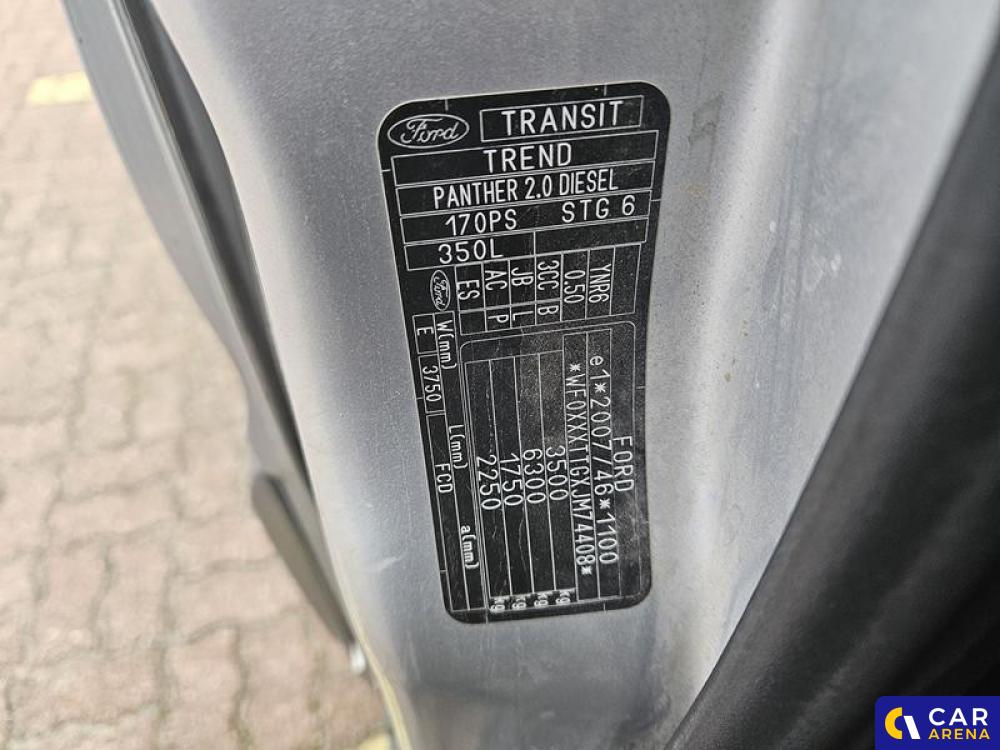 Ford TRANSIT
TREND
PANTHER 2.0 DIESEL
170PS STG 6
350L
YNR6
0.50
3CC B
JB L
AC P
ES
Ford
W(mm) L(mm) a(mm)
E 3750 FCD
FORD
e1*2007/46*1100
*WF0XXXTTGXJM74408*
3500 kg
6300 kg
1750 kg
2250 kg
CAR
ARENA